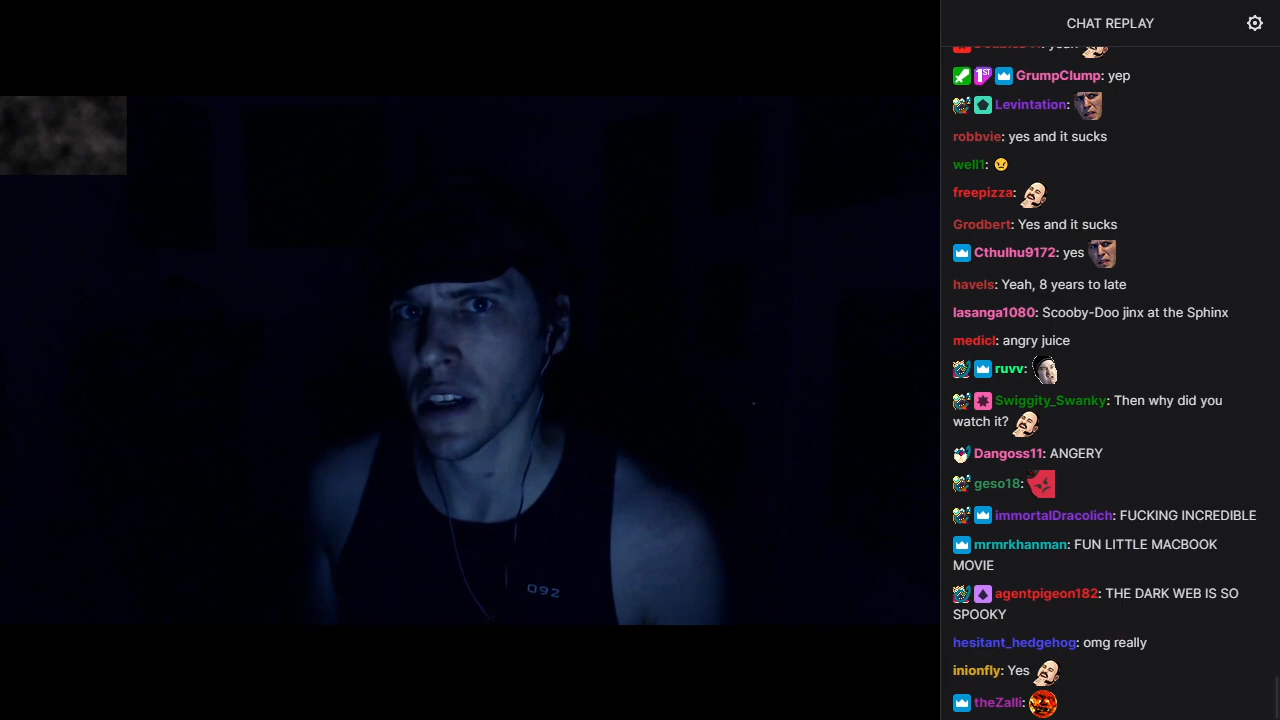 CHAT REPLAY
1ST GrumpClump: yep
Levintation:
robbvie: yes and it sucks
well1:
freepizza:
Grodbert: Yes and it sucks
Cthulhu9172: yes
havels: Yeah, 8 years to late
lasanga1080: Scooby-Doo jinx at the Sphinx
medicl: angry juice
ruvv:
Swiggity_Swanky: Then why did you
watch it?
Dangoss11: ANGERY
geso18:
immortalDracolich: FUCKING INCREDIBLE
mrmrkhanman: FUN LITTLE MACBOOK
MOVIE
agentpigeon182: THE DARK WEB IS SO
SPOOKY
hesitant_hedgehog: omg really
inionfly: Yes
theZalli:
092